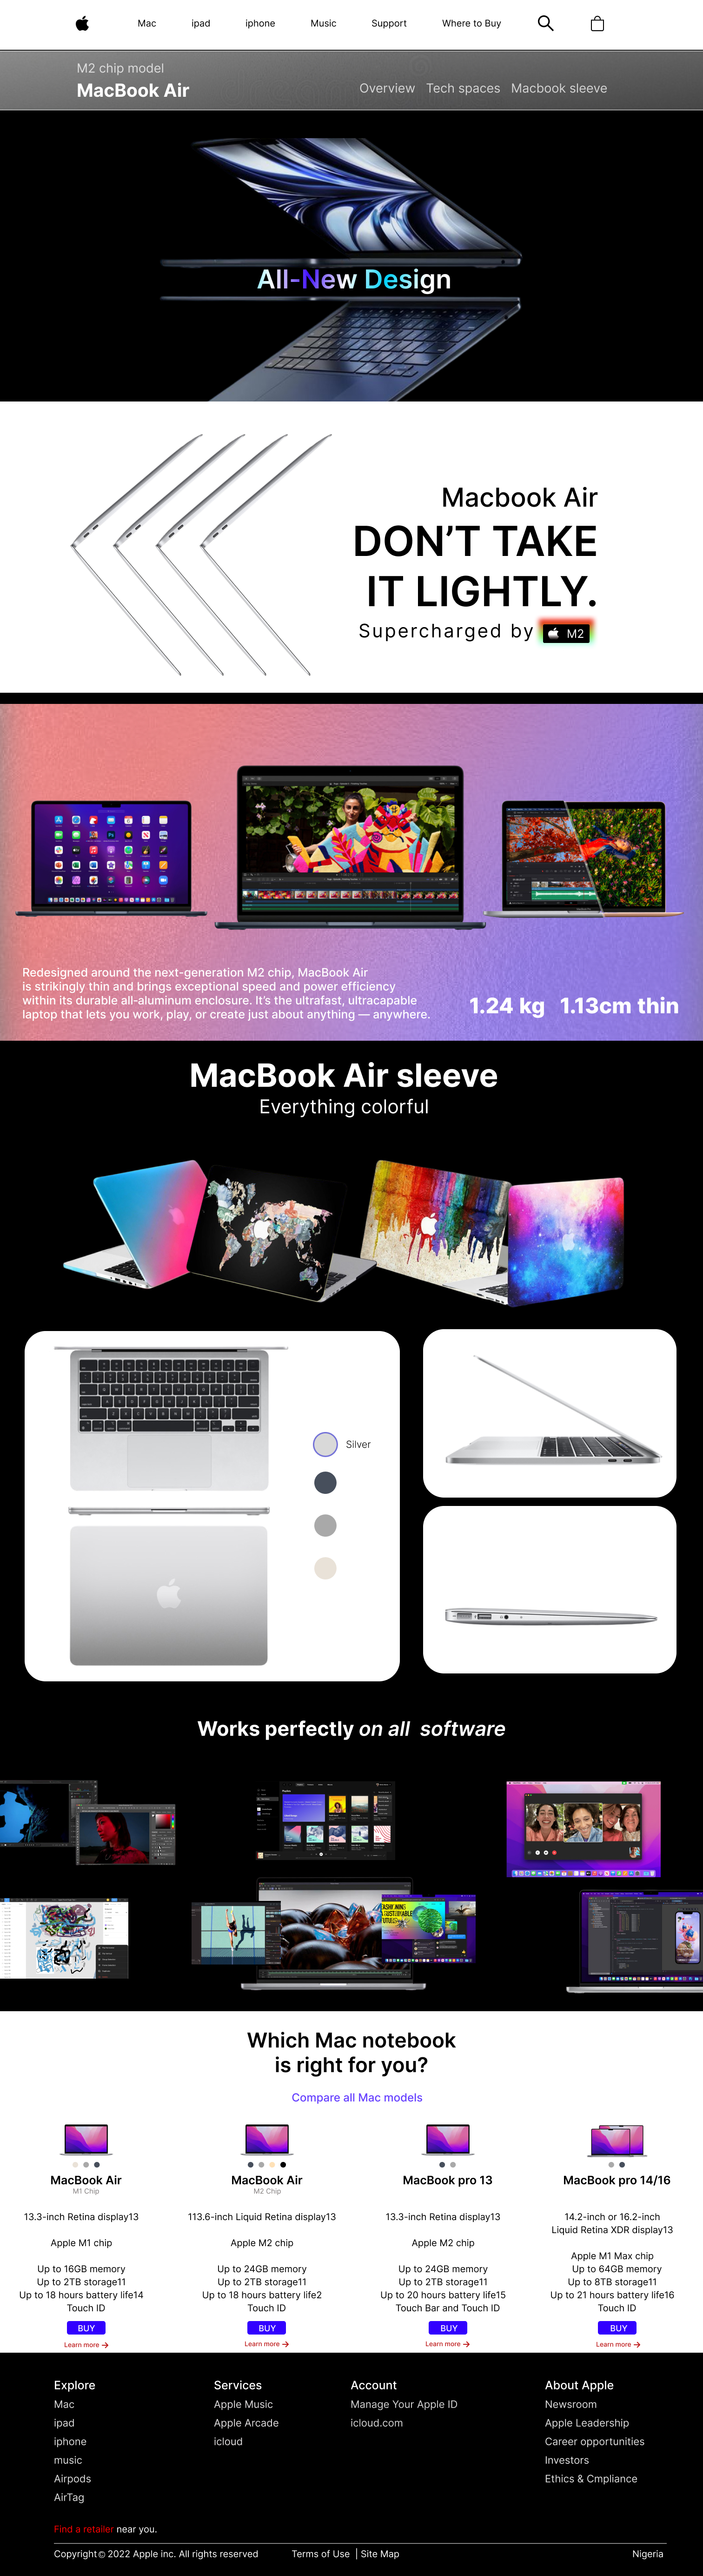 Mac ipad iphone Music Support Where to Buy
M2 chip model
MacBook Air
Overview Tech spaces Macbook sleeve
All-New Design
Macbook Air
DON'T TAKE
IT LIGHTLY.
Supercharged by M2
Redesigned around the next-generation M2 chip, MacBook Air
is strikingly thin and brings exceptional speed and power efficiency
within its durable all-aluminum enclosure. It's the ultrafast, ultracapable
laptop that lets you work, play, or create just about anything — anywhere.
1.24 kg 1.13cm thin
MacBook Air sleeve
Everything colorful
Silver
Works perfectly on all software
Which Mac notebook
is right for you?
Compare all Mac models
MacBook Air
M1 Chip
13.3-inch Retina display13
Apple M1 chip
Up to 16GB memory
Up to 2TB storage11
Up to 18 hours battery life14
Touch ID
BUY
Learn more →
MacBook Air
M2 Chip
113.6-inch Liquid Retina display13
Apple M2 chip
Up to 24GB memory
Up to 2TB storage11
Up to 18 hours battery life2
Touch ID
BUY
Learn more →
MacBook pro 13
13.3-inch Retina display13
Apple M2 chip
Up to 24GB memory
Up to 2TB storage11
Up to 20 hours battery life15
Touch Bar and Touch ID
BUY
Learn more →
MacBook pro 14/16
14.2-inch or 16.2-inch
Liquid Retina XDR display13
Apple M1 Max chip
Up to 64GB memory
Up to 8TB storage11
Up to 21 hours battery life16
Touch ID
BUY
Learn more →
Explore
Mac
ipad
iphone
music
Airpods
AirTag
Services
Apple Music
Apple Arcade
icloud
Account
Manage Your Apple ID
icloud.com
About Apple
Newsroom
Apple Leadership
Career opportunities
Investors
Ethics & Cmpliance
Find a retailer near you.
Copyright © 2022 Apple inc. All rights reserved Terms of Use | Site Map Nigeria